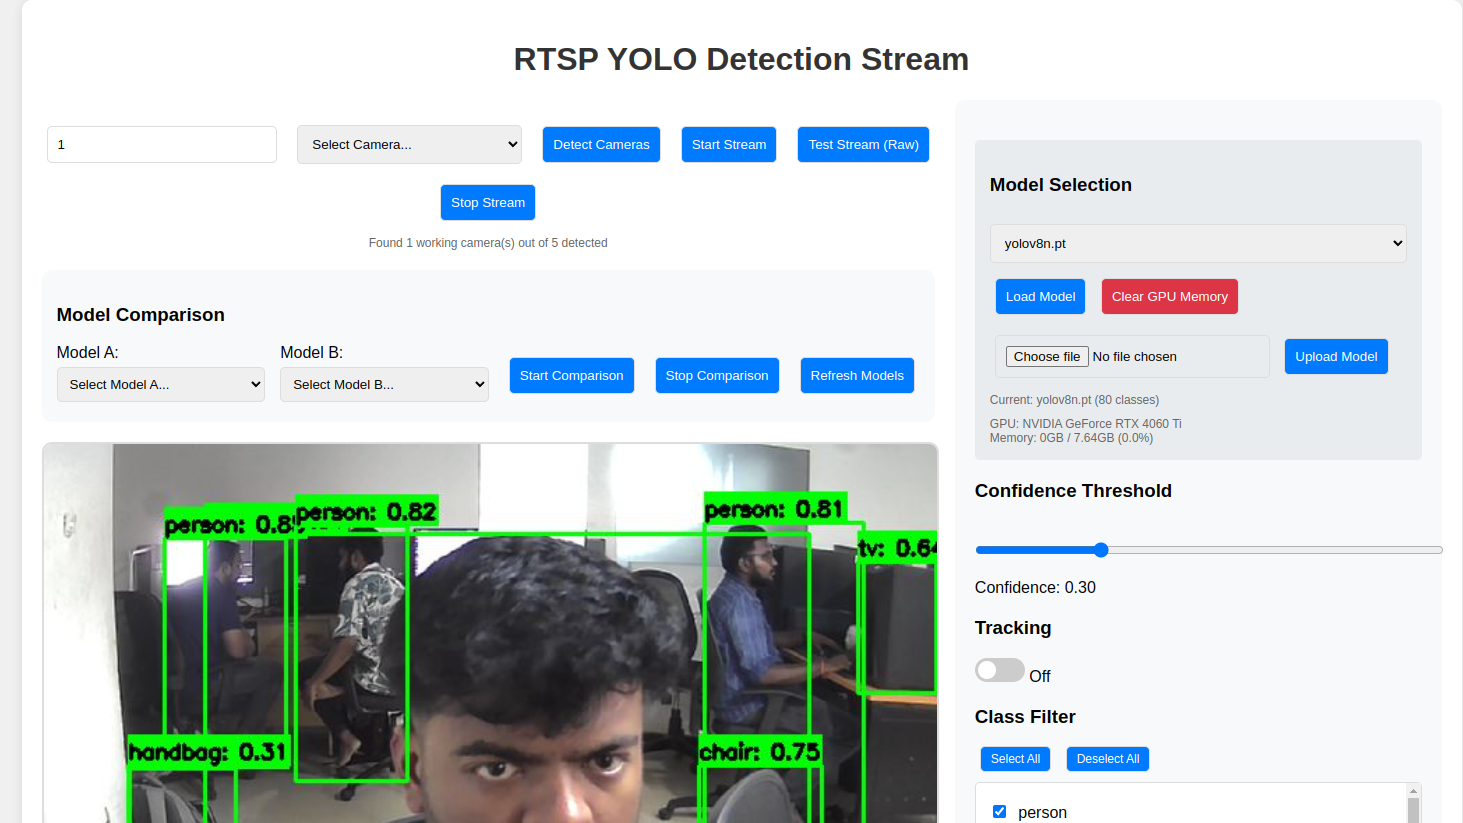 RTSP YOLO Detection Stream
1
Select Camera...
Detect Cameras
Start Stream
Test Stream (Raw)
Stop Stream
Found 1 working camera(s) out of 5 detected
Model Comparison
Model A:
Model B:
Select Model A...
Select Model B...
Start Comparison
Stop Comparison
Refresh Models
person: 0.8
person: 0.82
person: 0.81
tv: 0.64
handbag: 0.31
chair: 0.75
Model Selection
yolov8n.pt
Load Model
Clear GPU Memory
Choose file No file chosen
Upload Model
Current: yolov8n.pt (80 classes)
GPU: NVIDIA GeForce RTX 4060 Ti
Memory: 0GB / 7.64GB (0.0%)
Confidence Threshold
Confidence: 0.30
Tracking
Off
Class Filter
Select All
Deselect All
person